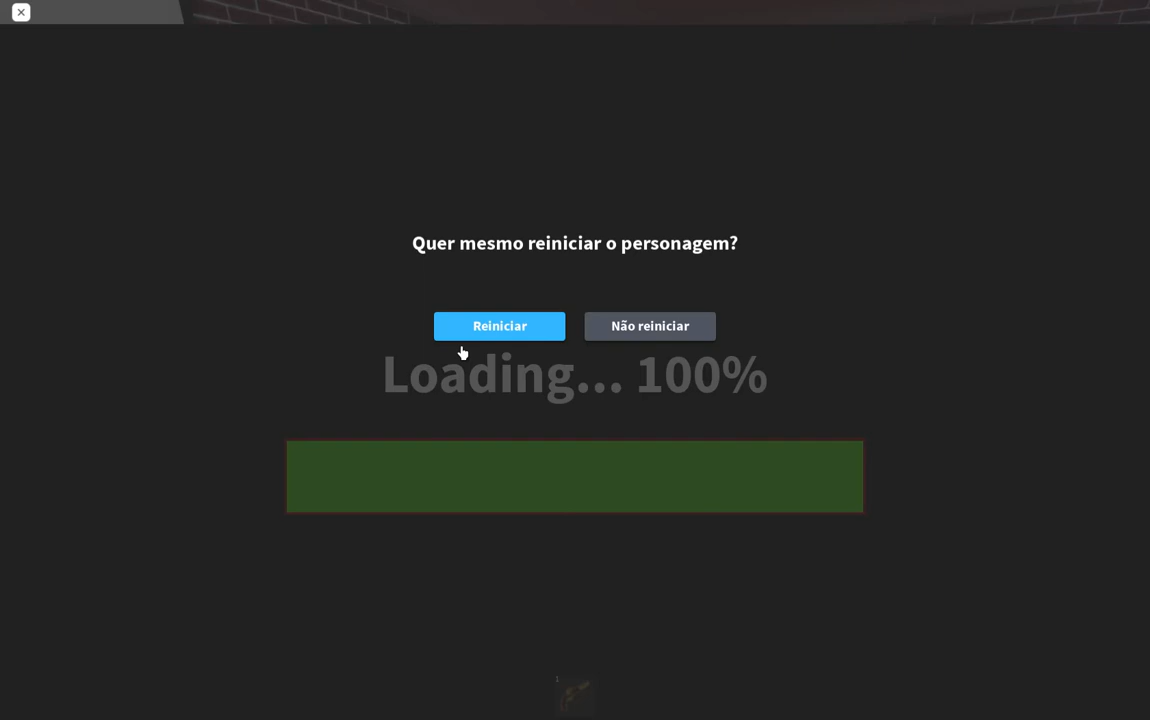 Quer mesmo reiniciar o personagem?
Reiniciar
Não reiniciar
Loading... 100%
1